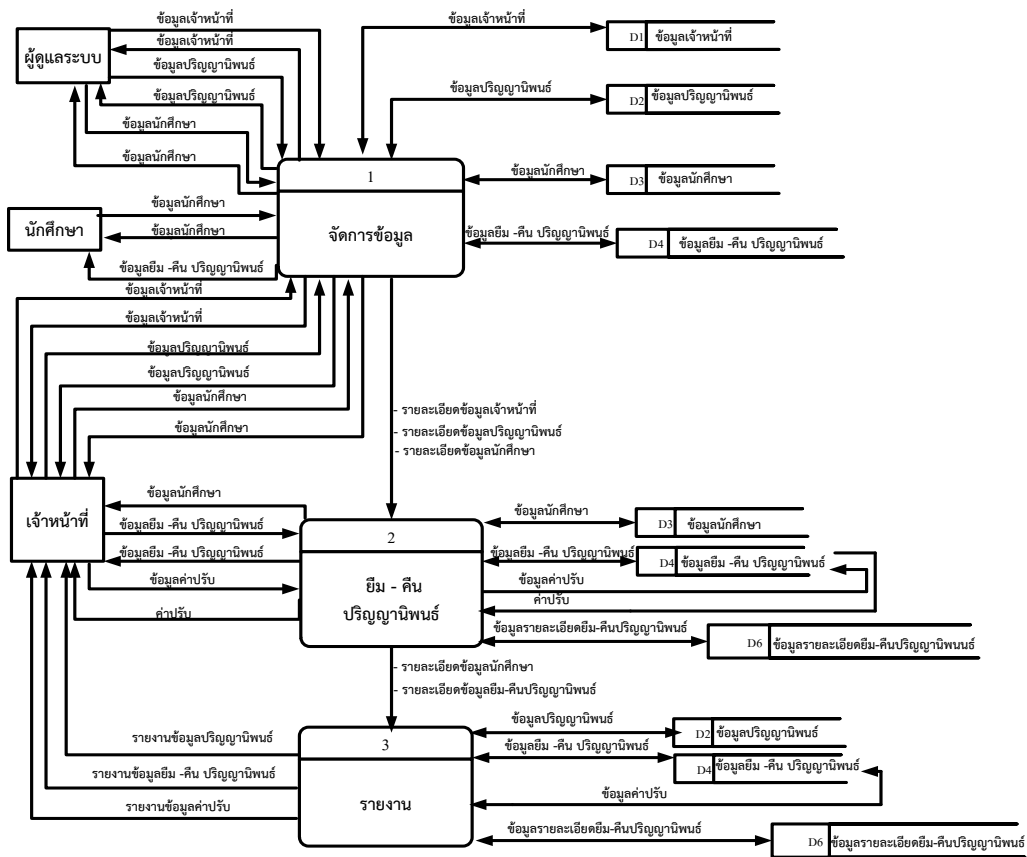 ข้อมูลเจ้าหน้าที่
ผู้ดูแลระบบ
ข้อมูลเจ้าหน้าที่
D1 ข้อมูลเจ้าหน้าที่
ข้อมูลเจ้าหน้าที่
ข้อมูลปริญญานิพนธ์
ข้อมูลปริญญานิพนธ์
ข้อมูลปริญญานิพนธ์
D2 ข้อมูลปริญญานิพนธ์
ข้อมูลนักศึกษา
ข้อมูลนักศึกษา
1
จัดการข้อมูล
ข้อมูลนักศึกษา
D3 ข้อมูลนักศึกษา
นักศึกษา
ข้อมูลนักศึกษา
ข้อมูลนักศึกษา
ข้อมูลยืม -คืน ปริญญานิพนธ์
D4 ข้อมูลยืม -คืน ปริญญานิพนธ์
ข้อมูลยืม -คืน ปริญญานิพนธ์
ข้อมูลเจ้าหน้าที่
ข้อมูลเจ้าหน้าที่
ข้อมูลปริญญานิพนธ์
ข้อมูลปริญญานิพนธ์
ข้อมูลนักศึกษา
ข้อมูลนักศึกษา
- รายละเอียดข้อมูลเจ้าหน้าที่
- รายละเอียดข้อมูลปริญญานิพนธ์
- รายละเอียดข้อมูลนักศึกษา
เจ้าหน้าที่
ข้อมูลนักศึกษา
ข้อมูลยืม -คืน ปริญญานิพนธ์
ข้อมูลยืม -คืน ปริญญานิพนธ์
ข้อมูลค่าปรับ
ค่าปรับ
2
ยืม - คืน
ปริญญานิพนธ์
ข้อมูลนักศึกษา
D3 ข้อมูลนักศึกษา
ข้อมูลยืม -คืน ปริญญานิพนธ์
D4 ข้อมูลยืม -คืน ปริญญานิพนธ์
ข้อมูลค่าปรับ
ค่าปรับ
ข้อมูลรายละเอียดยืม-คืนปริญญานิพนธ์
D6 ข้อมูลรายละเอียดยืม-คืนปริญญานิพนนธ์
- รายละเอียดข้อมูลนักศึกษา
- รายละเอียดข้อมูลยืม-คืนปริญญานิพนธ์
3
รายงาน
รายงานข้อมูลปริญญานิพนธ์
รายงานข้อมูลยืม -คืน ปริญญานิพนธ์
รายงานข้อมูลค่าปรับ
ข้อมูลปริญญานิพนธ์
D2 ข้อมูลปริญญานิพนธ์
ข้อมูลยืม -คืน ปริญญานิพนธ์
D4 ข้อมูลยืม -คืน ปริญญานิพนธ์
ข้อมูลค่าปรับ
ข้อมูลรายละเอียดยืม-คืนปริญญานิพนธ์
D6 ข้อมูลรายละเอียดยืม-คืนปริญญานิพนธ์